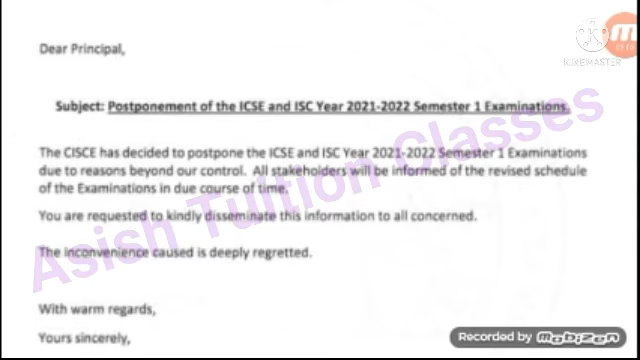 KINEMASTER
Dear Principal,
Subject: Postponement of the ICSE and ISC Year 2021-2022 Semester 1 Examinations.
The CISCE has decided to postpone the ICSE and ISC Year 2021-2022 Semester 1 Examinations
due to reasons beyond our control. All stakeholders will be informed of the revised schedule
of the Examinations in due course of time.
You are requested to kindly disseminate this information to all concerned.
The inconvenience caused is deeply regretted.
Asish Tuition Classes
With warm regards,
Yours sincerely,
Recorded by Mobizen